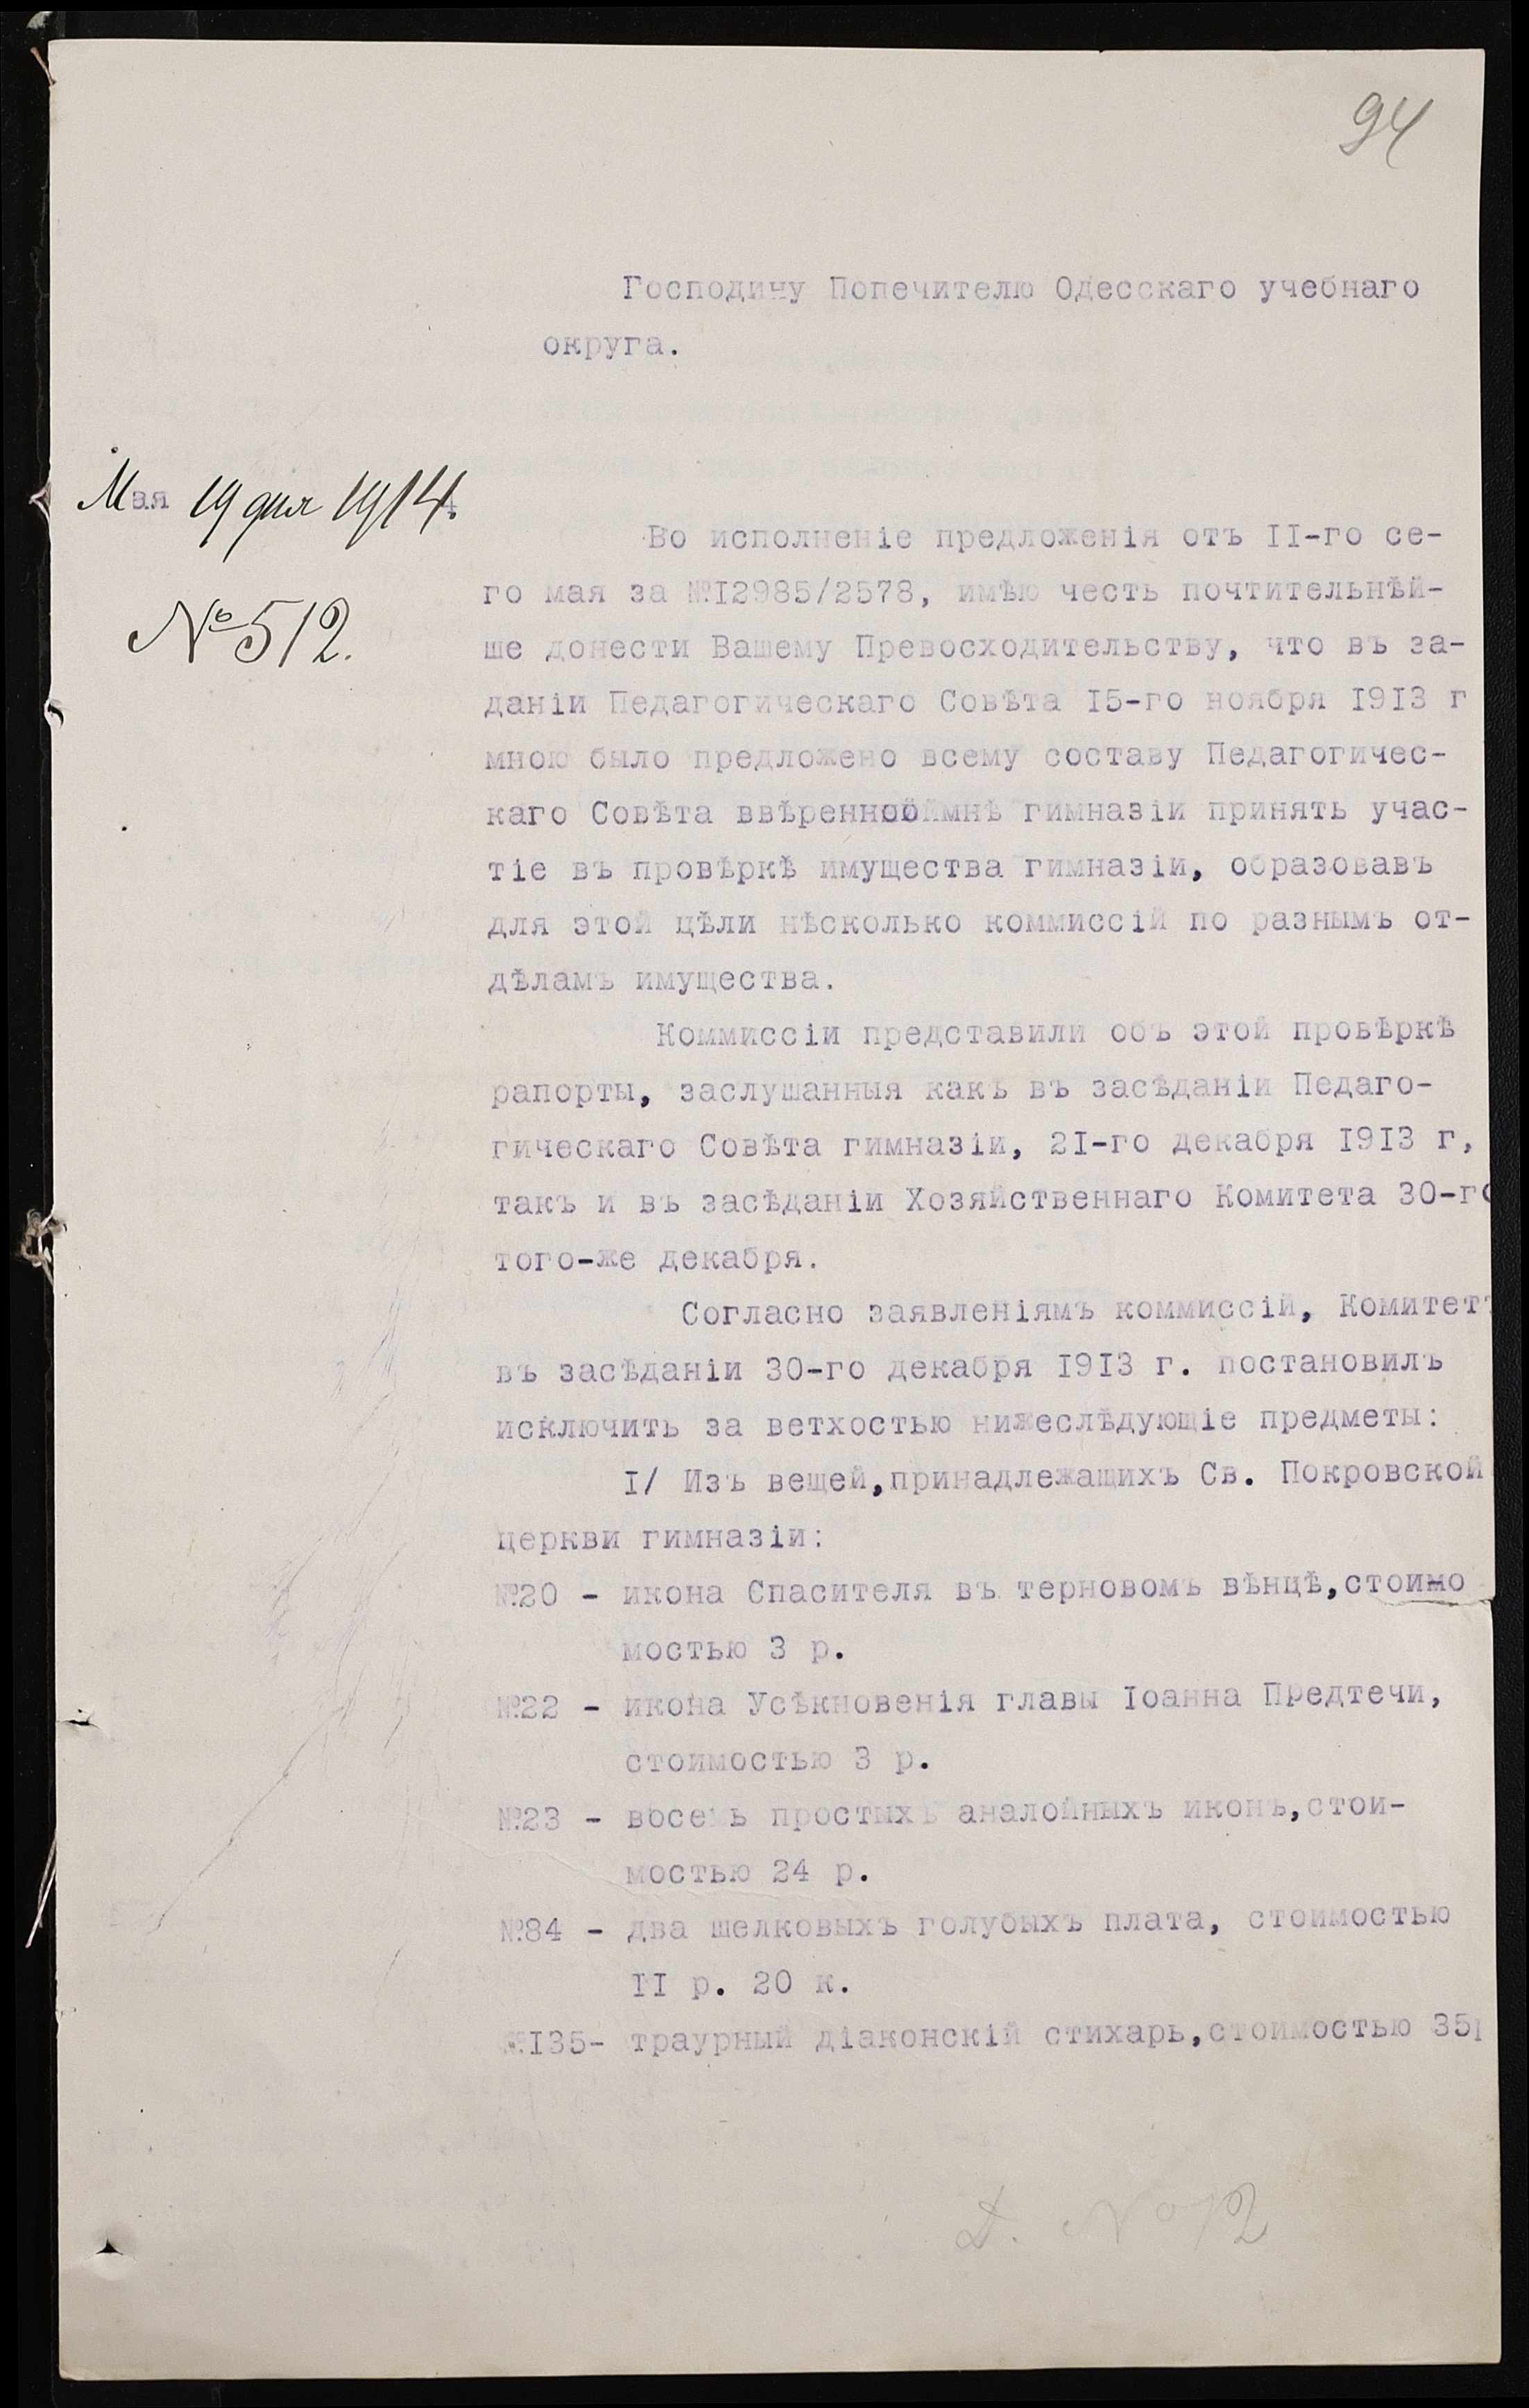 94
Господину Попечителю Одесскаго учебнаго
округа.
Мая 19 дня 1914.
№ 512.
Во исполненіе предложенія отъ II-го се-
го мая за №I2985/2578, имѣю честь почтительнѣй-
ше донести Вашему Превосходительству, что въ за-
даніи Педагогическаго Совѣта I5-го ноября I9I3 г
мною было предложено всему составу Педагогичес-
каго Совѣта ввѣренной мнѣ гимназіи принять учас-
тіе въ провѣркѣ имущества гимназіи, образовавъ
для этой цѣли нѣсколько коммиссій по разнымъ от-
дѣламъ имущества.
Коммиссіи представили объ этой провѣркѣ
рапорты, заслушанныя какъ въ засѣданіи Педаго-
гическаго Совѣта гимназіи, 2I-го декабря I9I3 г,
такъ и въ засѣданіи Хозяйственнаго Комитета 30-го
того-же декабря.
Согласно заявленіямъ коммиссій, Комитетъ
въ засѣданіи 30-го декабря I9I3 г. постановилъ
исключить за ветхостью нижеслѣдующіе предметы:
I/ Изъ вещей,принадлежащихъ Св. Покровской
церкви гимназіи:
№20 - икона Спасителя въ терновомъ вѣнцѣ,стоимо
мостью 3 р.
№22 - икона Усѣкновенія главы Іоанна Предтечи,
стоимостью 3 р.
№23 - восемь простыхъ аналойныхъ иконъ,стои-
мостью 24 р.
№84 - два шелковыхъ голубыхъ плата, стоимостью
II р. 20 к.
№I35- траурный діаконскій стихарь,стоимостью 35р
Д. №12